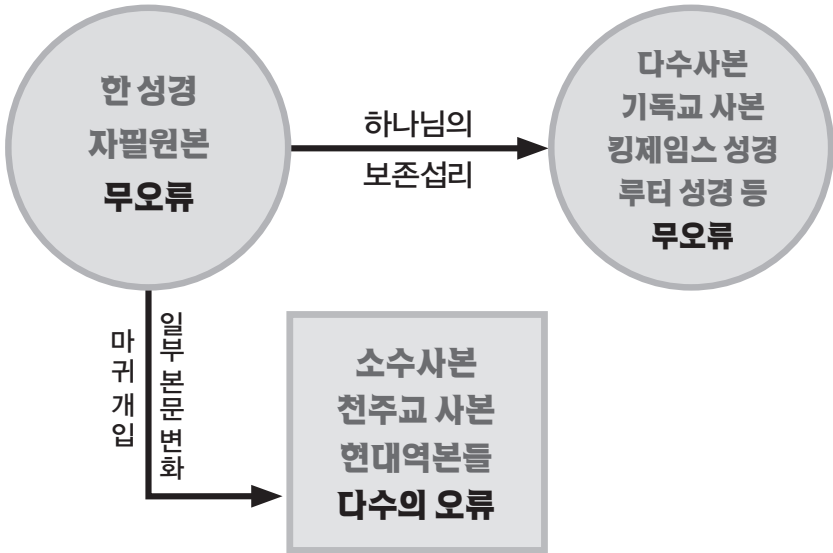 한 성경
자필원본
무오류
하나님의
보존섭리
다수사본
기독교 사본
킹제임스 성경
루터 성경 등
무오류
마귀 개입
일부 본문 변화
소수사본
천주교 사본
현대역본들
다수의 오류